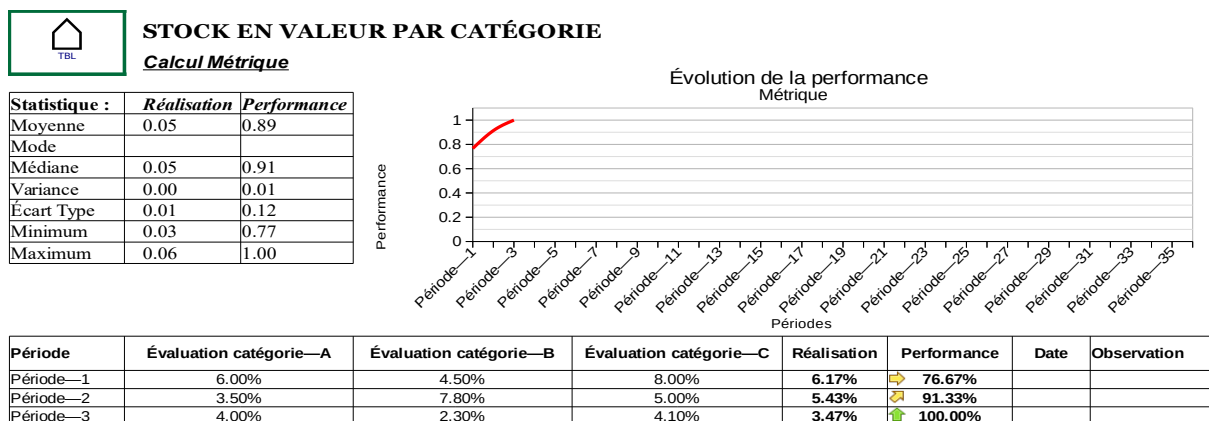 TBL
STOCK EN VALEUR PAR CATÉGORIE
Calcul Métrique
Statistique : Réalisation Performance
Moyenne 0.05 0.89
Mode
Médiane 0.05 0.91
Variance 0.00 0.01
Écart Type 0.01 0.12
Minimum 0.03 0.77
Maximum 0.06 1.00
Évolution de la performance
Métrique
Performance
1
0.8
0.6
0.4
0.2
0
Période—1
Période—3
Période—5
Période—7
Période—9
Période—11
Période—13
Période—15
Période—17
Période—19
Période—21
Période—23
Période—25
Période—27
Période—29
Période—31
Période—33
Période—35
Périodes
Période Évaluation catégorie—A Évaluation catégorie—B Évaluation catégorie—C Réalisation Performance Date Observation
Période—1 6.00% 4.50% 8.00% 6.17% 76.67%
Période—2 3.50% 7.80% 5.00% 5.43% 91.33%
Période—3 4.00% 2.30% 4.10% 3.47% 100.00%